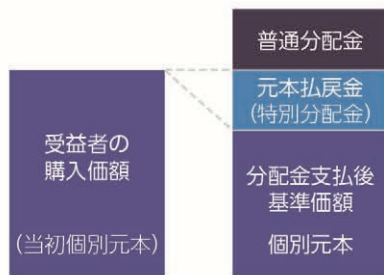 普通分配金
元本払戻金
(特別分配金)
受益者の
購入価額
(当初個別元本)
分配金支払後
基準価額
個別元本